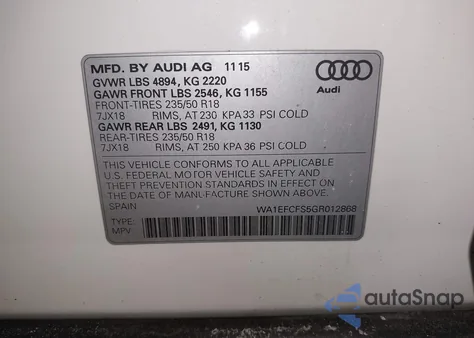 MFD. BY AUDI AG 11 15
GVWR LBS 4894, KG 2220
GAWR FRONT LBS 2546, KG 1155
FRONT-TIRES 235/50 R18
7JX18 RIMS, AT 230 KPA 33 PSI COLD
GAWR REAR LBS 2491, KG 1130
REAR-TIRES 235/50 R18
7JX18 RIMS, AT 250 KPA 36 PSI COLD
Audi
THIS VEHICLE CONFORMS TO ALL APPLICABLE
U.S. FEDERAL MOTOR VEHICLE SAFETY AND
THEFT PREVENTION STANDARDS IN EFFECT ON
THE DATE OF MANUFACTURE SHOWN ABOVE
SPAIN WA1EFCFS5GR012868
TYPE:
MPV
autoSnap